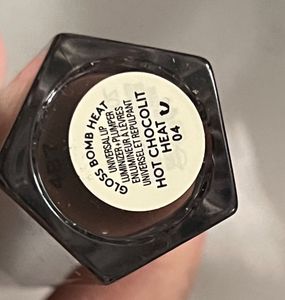 GLOSS BOMB HEAT
UNIVERSAL LIP
LUMINIZER + PLUMPER
ENLUMINEUR À LÈVRES
UNIVERSEL ET REPULPANT
HOT CHOCOLIT
HEAT
04